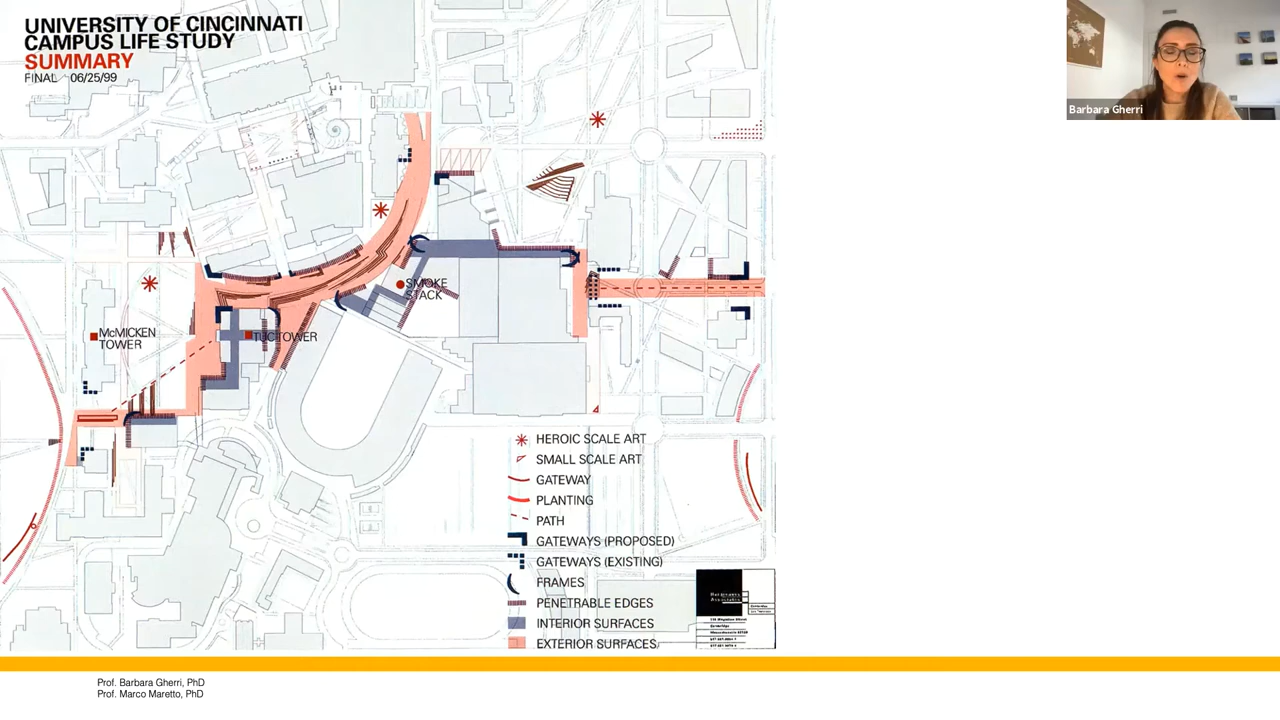 UNIVERSITY OF CINCINNATI
CAMPUS LIFE STUDY
SUMMARY
FINAL 06/25/99
Barbara Gherri
SMOKE
STACK
McMICKEN
TOWER
TUC TOWER
HEROIC SCALE ART
SMALL SCALE ART
GATEWAY
PLANTING
PATH
GATEWAYS (PROPOSED)
GATEWAYS (EXISTING)
FRAMES
PENETRABLE EDGES
INTERIOR SURFACES
EXTERIOR SURFACES
Prof. Barbara Gherri, PhD
Prof. Marco Maretto, PhD